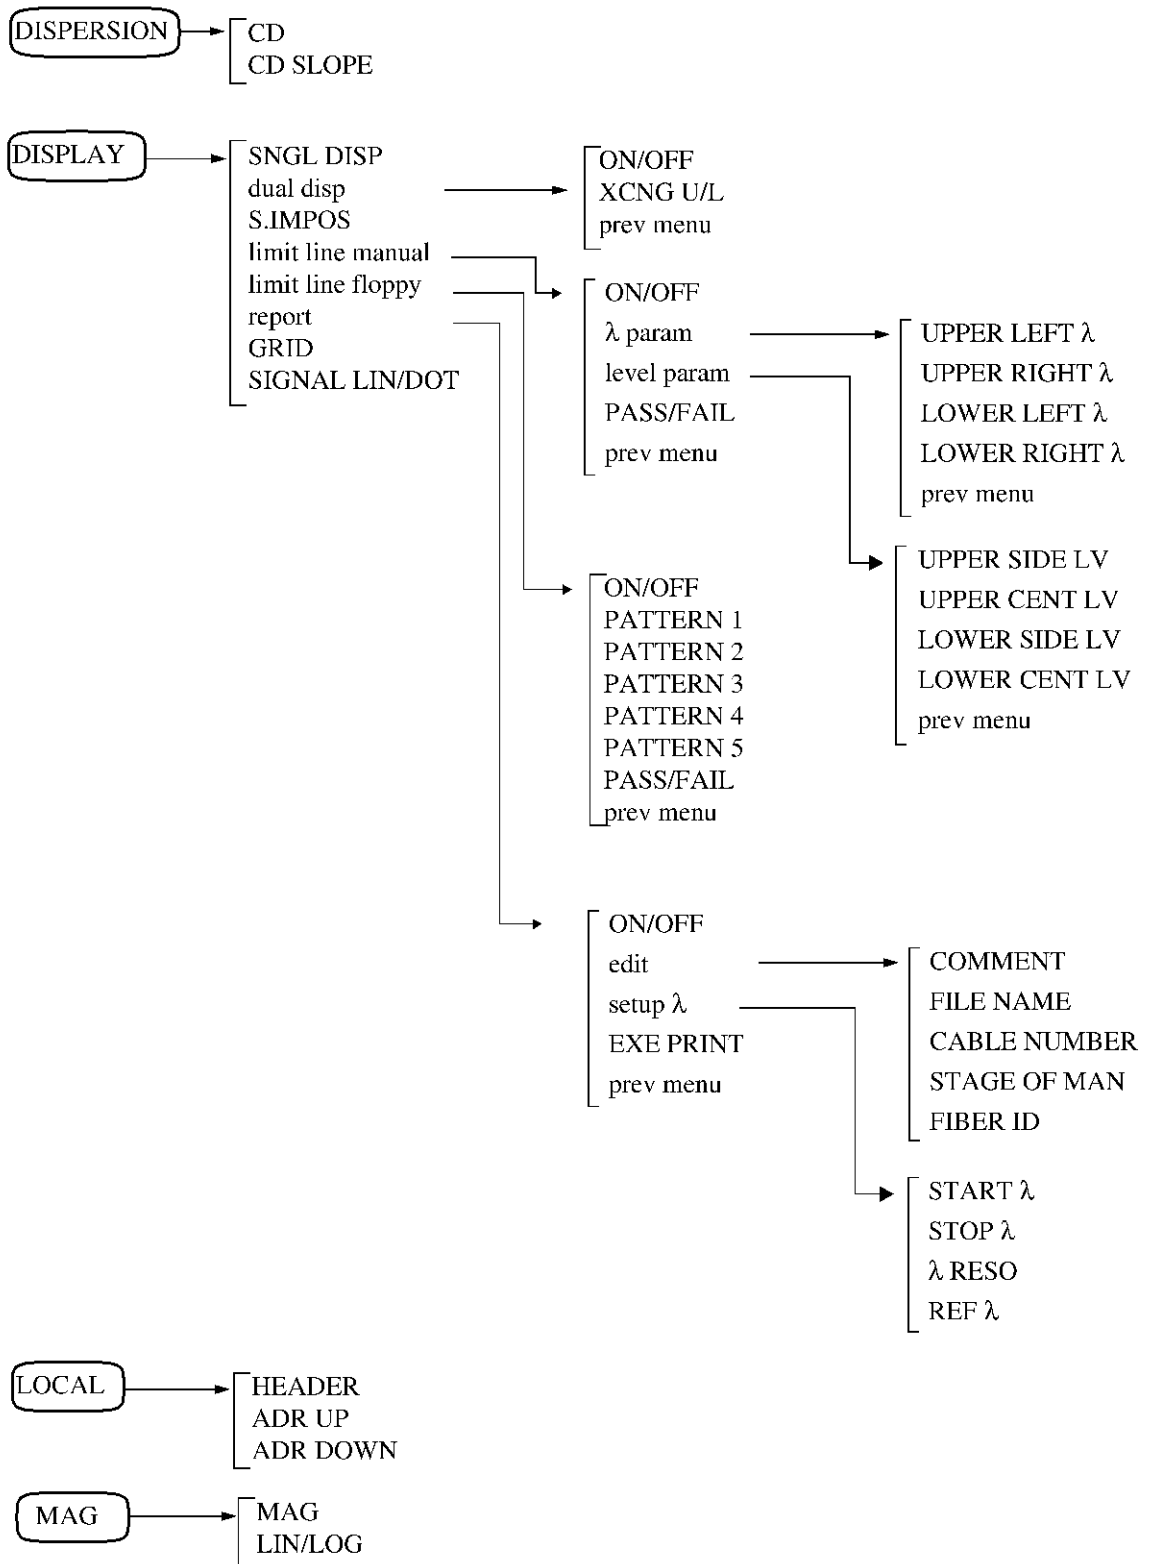 DISPERSION
CD
CD SLOPE
DISPLAY
SNGL DISP
dual disp
S.IMPOS
limit line manual
limit line floppy
report
GRID
SIGNAL LIN/DOT
ON/OFF
XCNG U/L
prev menu
ON/OFF
λ param
level param
PASS/FAIL
prev menu
UPPER LEFT λ
UPPER RIGHT λ
LOWER LEFT λ
LOWER RIGHT λ
prev menu
UPPER SIDE LV
UPPER CENT LV
LOWER SIDE LV
LOWER CENT LV
prev menu
ON/OFF
PATTERN 1
PATTERN 2
PATTERN 3
PATTERN 4
PATTERN 5
PASS/FAIL
prev menu
ON/OFF
edit
setup λ
EXE PRINT
prev menu
COMMENT
FILE NAME
CABLE NUMBER
STAGE OF MAN
FIBER ID
START λ
STOP λ
λ RESO
REF λ
LOCAL
HEADER
ADR UP
ADR DOWN
MAG
MAG
LIN/LOG